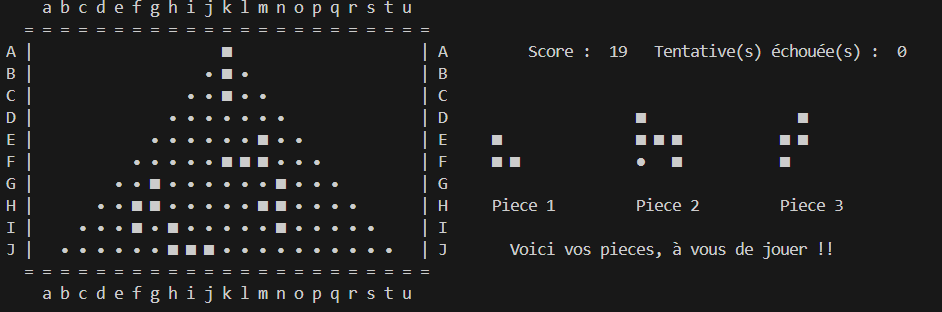 a b c d e f g h i j k l m n o p q r s t u
= = = = = = = = = = = = = = = = = = = = = = =
A | ■ | A Score : 19 Tentative(s) échouée(s) : 0
B | • ■ • | B
C | • • ■ • • | C
D | • • • • • • • | D ■ ■
E | • • • • • • ■ • • | E ■ ■ ■ ■ ■ ■
F | • • • • • ■ ■ ■ • • • | F ■ ■ ● ■ ■
G | • • ■ • • • • • • ■ • • • | G
H | • • ■ ■ • • • • • ■ ■ • • • • | H Piece 1 Piece 2 Piece 3
I | • • • ■ • ■ • • • • • ■ • • • • • | I
J | • • • • • • ■ ■ ■ • • • • • • • • • • | J Voici vos pieces, à vous de jouer !!
= = = = = = = = = = = = = = = = = = = = = = =
a b c d e f g h i j k l m n o p q r s t u